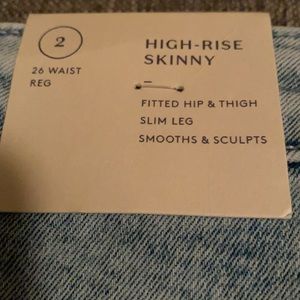 2
26 WAIST
REG
HIGH-RISE
SKINNY
FITTED HIP & THIGH
SLIM LEG
SMOOTHS & SCULPTS